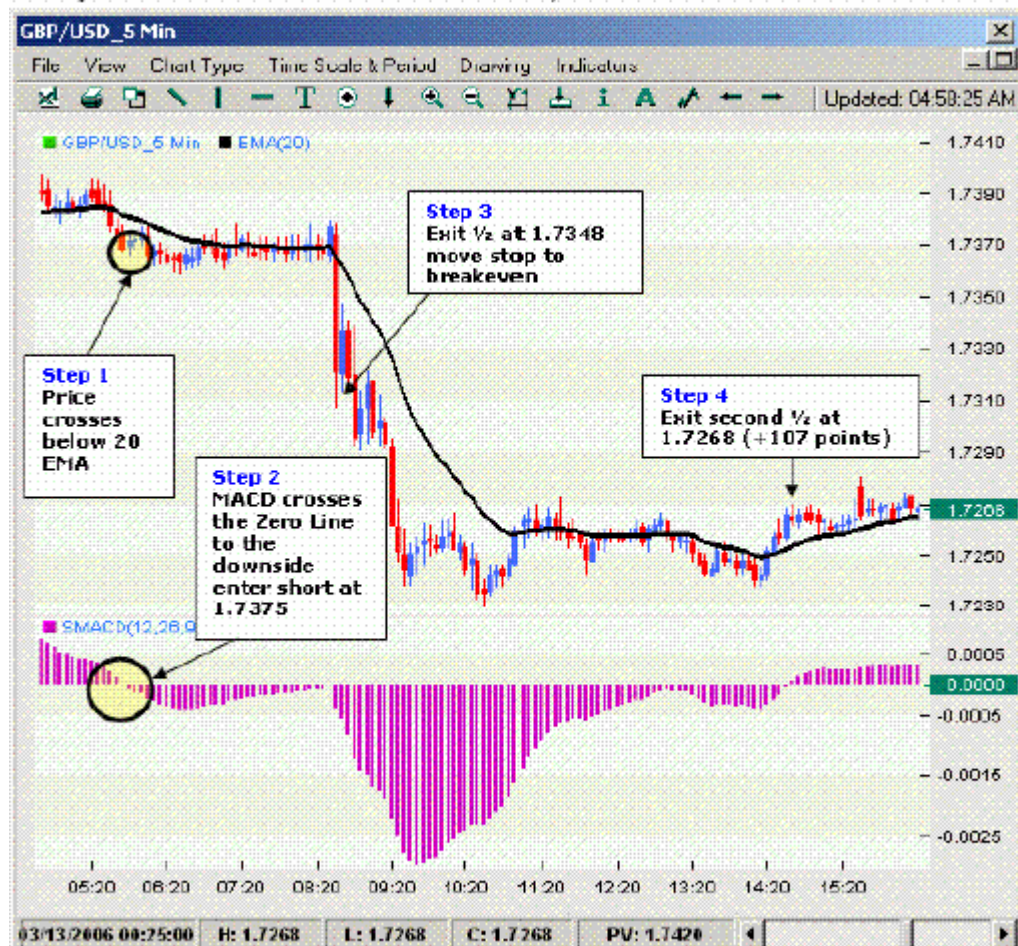 GBP/USD_5 Min
File View Chart Type Time Scale & Period Drawing Indicators
Updated: 04:58:25 AM
GBP/USD_5 Min EMA(20)
1.7410
1.7390
1.7370
1.7350
1.7330
1.7310
1.7290
1.7268
1.7250
1.7230
Step 3
Exit ½ at 1.7348
move stop to
breakeven
Step 1
Price
crosses
below 20
EMA
Step 4
Exit second ½ at
1.7268 (+107 points)
Step 2
MACD crosses
the Zero Line
to the
downside
enter short at
1.7375
SMACD(12,26,9
0.0005
0.0000
-0.0005
-0.0015
-0.0025
05:20 06:20 07:20 08:20 09:20 10:20 11:20 12:20 13:20 14:20 15:20
03/13/2006 00:25:00 H: 1.7268 L: 1.7268 C: 1.7268 PV: 1.7420